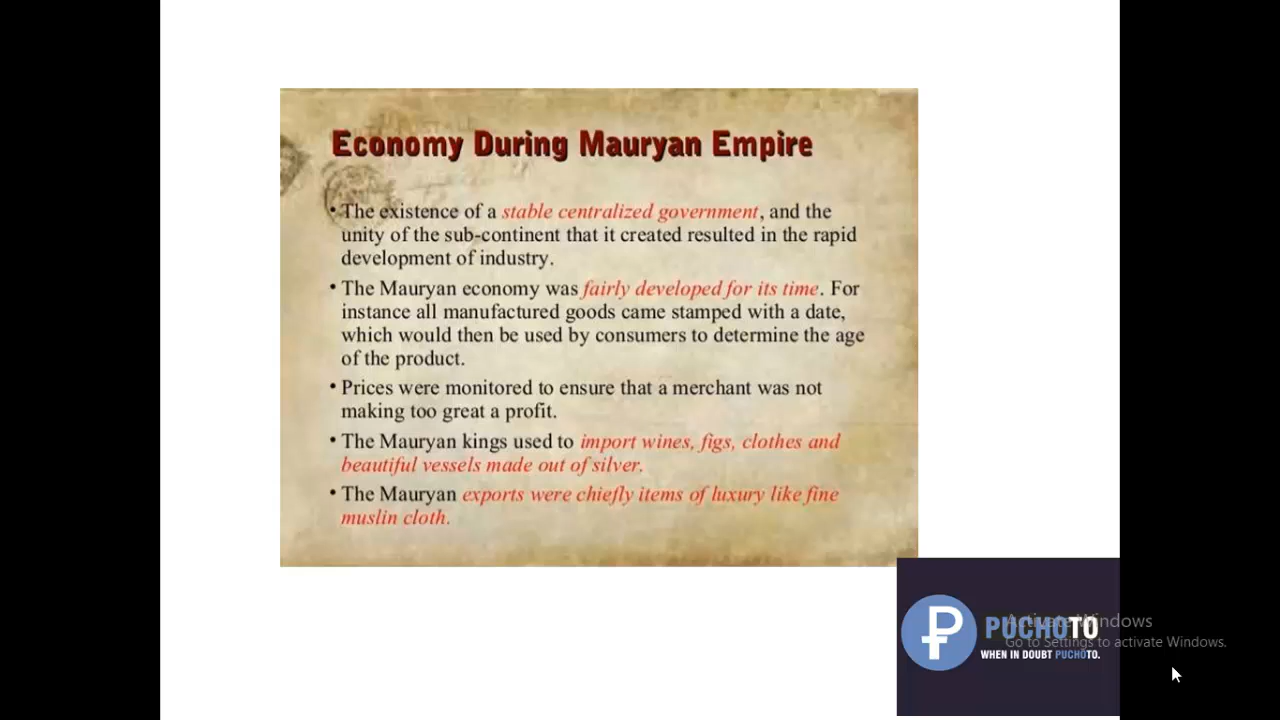 Economy During Mauryan Empire
• The existence of a stable centralized government, and the
unity of the sub-continent that it created resulted in the rapid
development of industry.
• The Mauryan economy was fairly developed for its time. For
instance all manufactured goods came stamped with a date,
which would then be used by consumers to determine the age
of the product.
• Prices were monitored to ensure that a merchant was not
making too great a profit.
• The Mauryan kings used to import wines, figs, clothes and
beautiful vessels made out of silver.
• The Mauryan exports were chiefly items of luxury like fine
muslin cloth.
PUCHOTO
WHEN IN DOUBT PUCHOTO.
Activate Windows
Go to Settings to activate Windows.